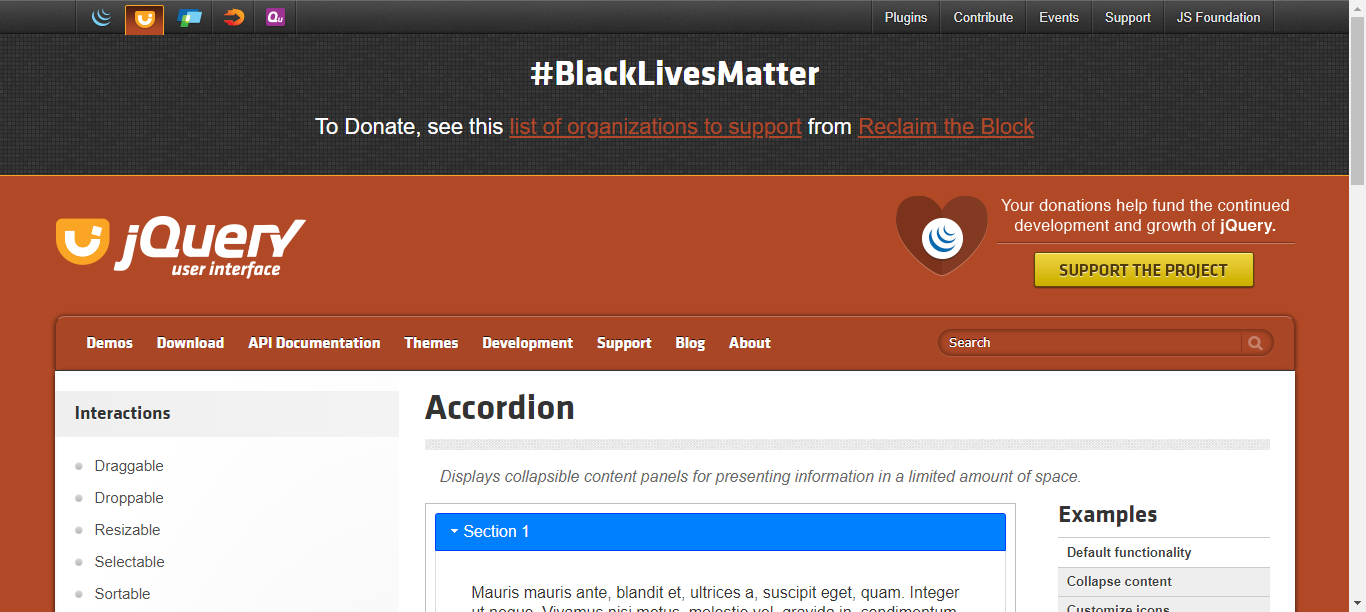 Qu
Plugins
Contribute
Events
Support
JS Foundation
#BlackLivesMatter
To Donate, see this list of organizations to support from Reclaim the Block
jQuery
user interface
Your donations help fund the continued
development and growth of jQuery.
SUPPORT THE PROJECT
Demos
Download
API Documentation
Themes
Development
Support
Blog
About
Search
Interactions
Draggable
Droppable
Resizable
Selectable
Sortable
Accordion
Displays collapsible content panels for presenting information in a limited amount of space.
Section 1
Mauris mauris ante, blandit et, ultrices a, suscipit eget, quam. Integer
ut neque. Vivamus nisi metus, molestie vel, gravida in, condimentum
Examples
Default functionality
Collapse content
Customize icons